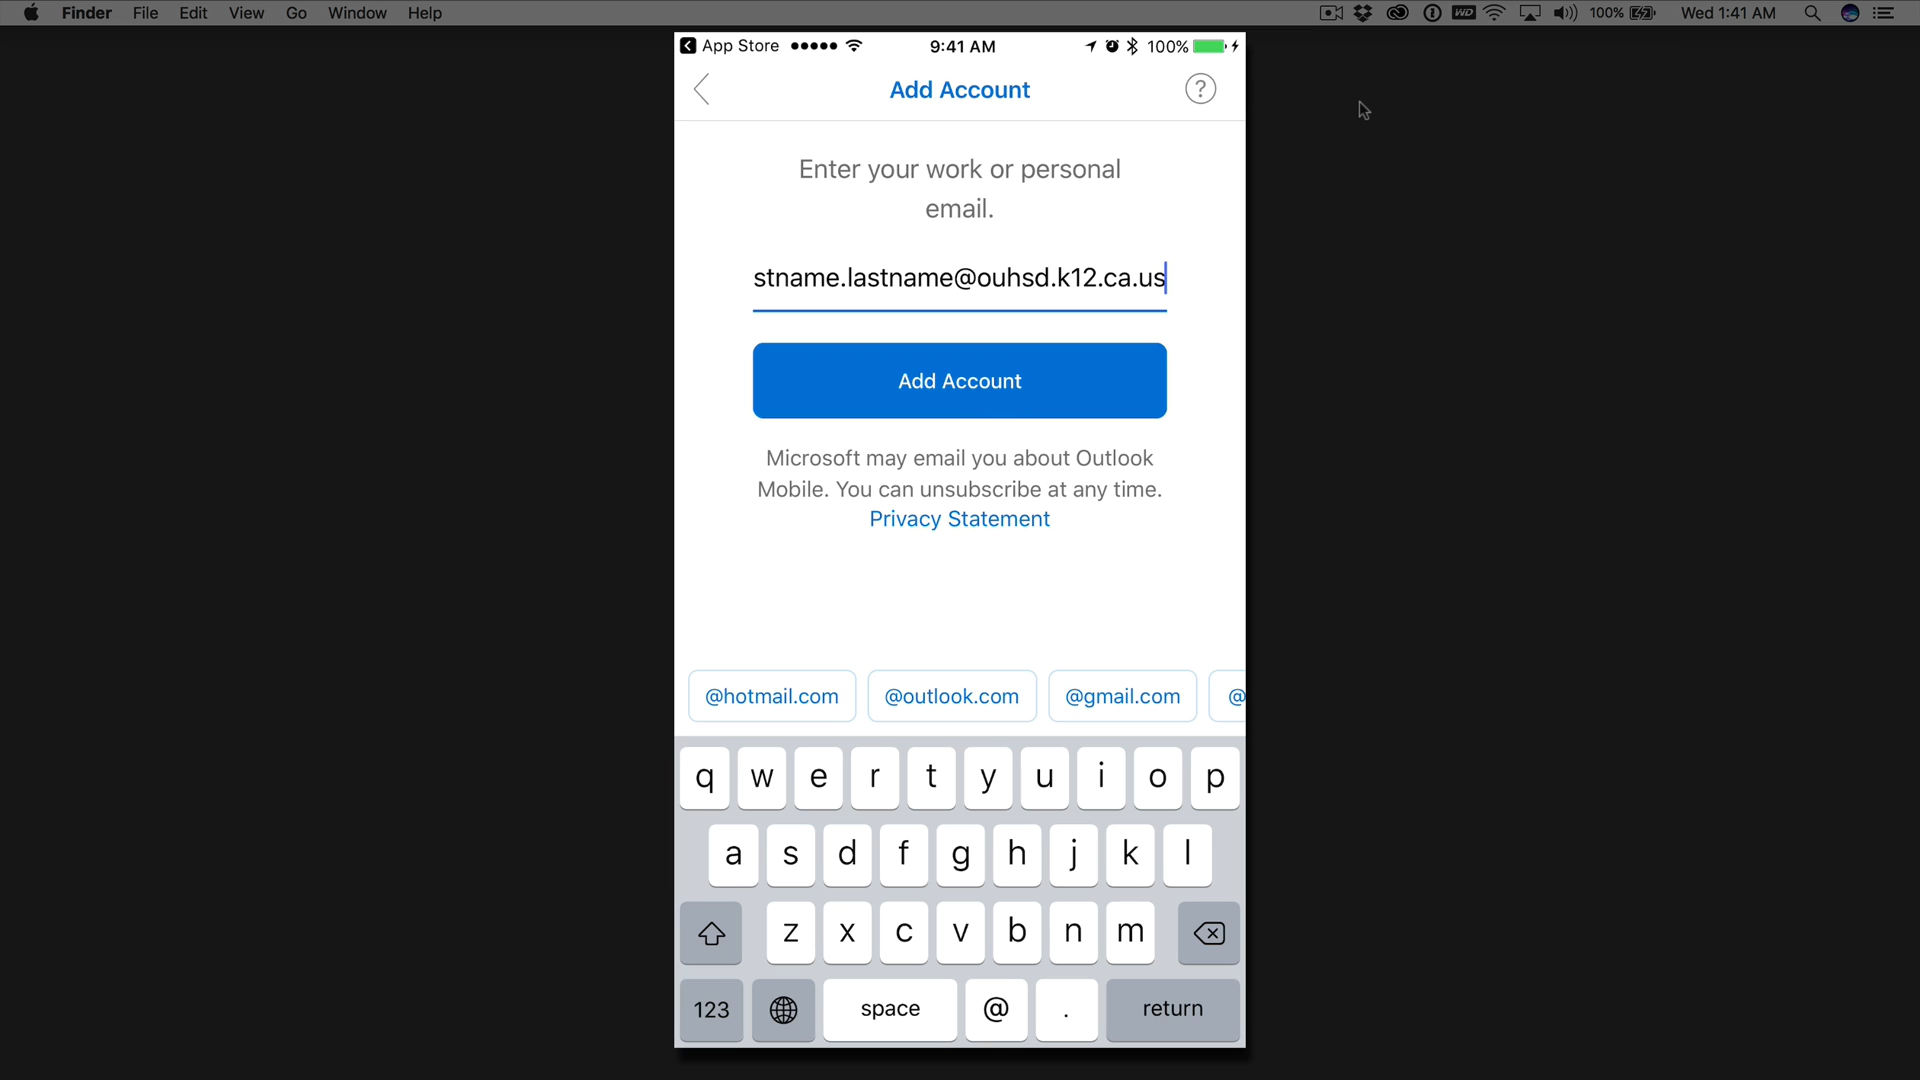 Finder File Edit View Go Window Help
WD 100% Wed 1:41 AM
App Store 9:41 AM 100%
Add Account ?
Enter your work or personal
email.
stname.lastname@ouhsd.k12.ca.us
Add Account
Microsoft may email you about Outlook
Mobile. You can unsubscribe at any time.
Privacy Statement
@hotmail.com @outlook.com @gmail.com @
q w e r t y u i o p
a s d f g h j k l
z x c v b n m
123 space @ . return